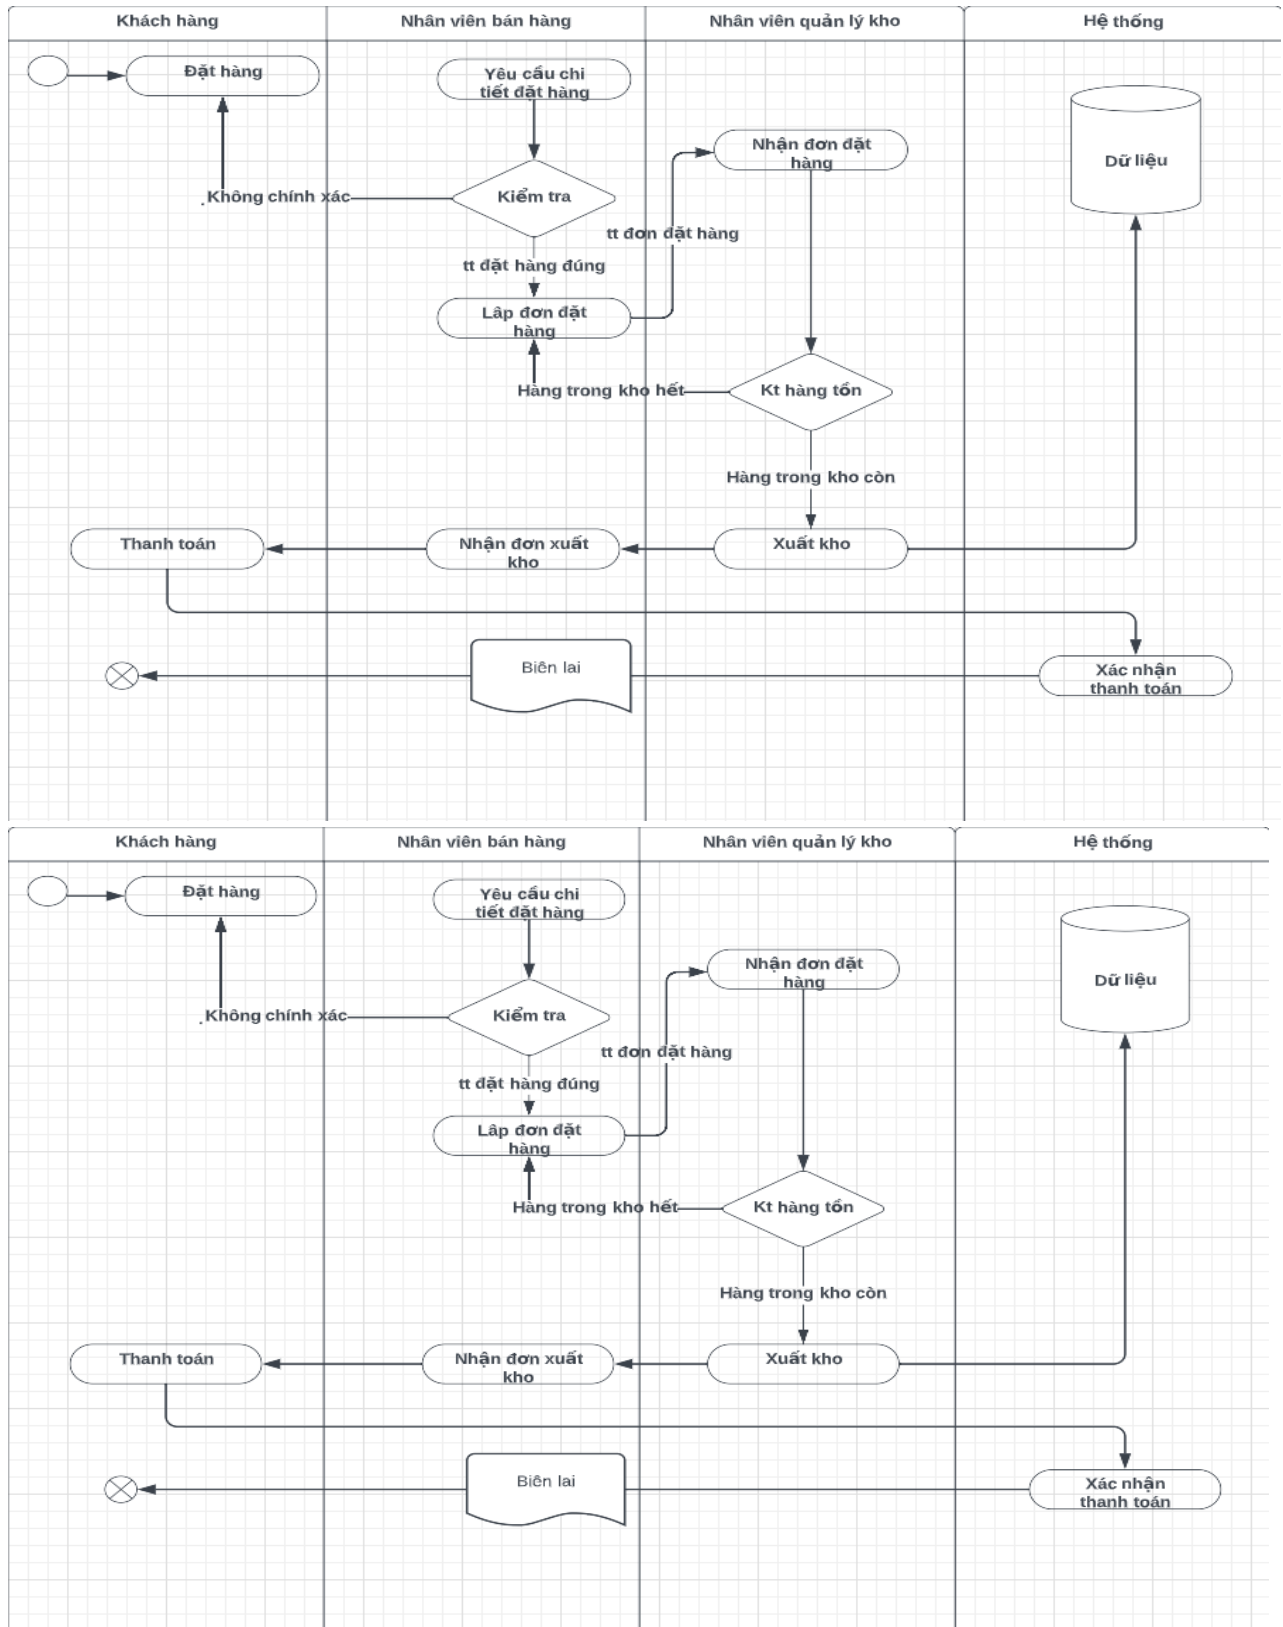 Khách hàng
Nhân viên bán hàng
Nhân viên quản lý kho
Hệ thống
Đặt hàng
Yêu cầu chi
tiết đặt hàng
Nhận đơn đặt
hàng
Dữ liệu
Không chính xác
Kiểm tra
tt đơn đặt hàng
tt đặt hàng đúng
Lâp đơn đặt
hàng
Hàng trong kho hết
Kt hàng tồn
Hàng trong kho còn
Thanh toán
Nhận đơn xuất
kho
Xuất kho
Biên lai
Xác nhận
thanh toán
Khách hàng
Nhân viên bán hàng
Nhân viên quản lý kho
Hệ thống
Đặt hàng
Yêu cầu chi
tiết đặt hàng
Nhận đơn đặt
hàng
Dữ liệu
Không chính xác
Kiểm tra
tt đơn đặt hàng
tt đặt hàng đúng
Lâp đơn đặt
hàng
Hàng trong kho hết
Kt hàng tồn
Hàng trong kho còn
Thanh toán
Nhận đơn xuất
kho
Xuất kho
Biên lai
Xác nhận
thanh toán